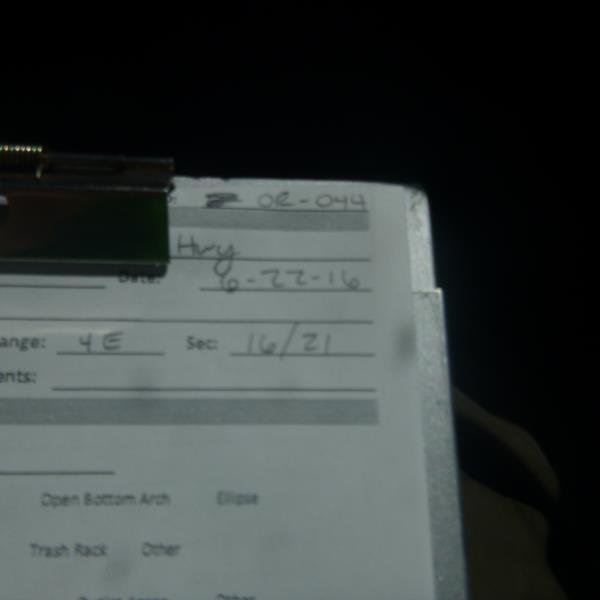 OR-044
Hwy
Date: 6-22-16
ange: 4E Sec: 16/21
ents:
Open Bottom Arch Ellipse
Trash Rack Other
Other